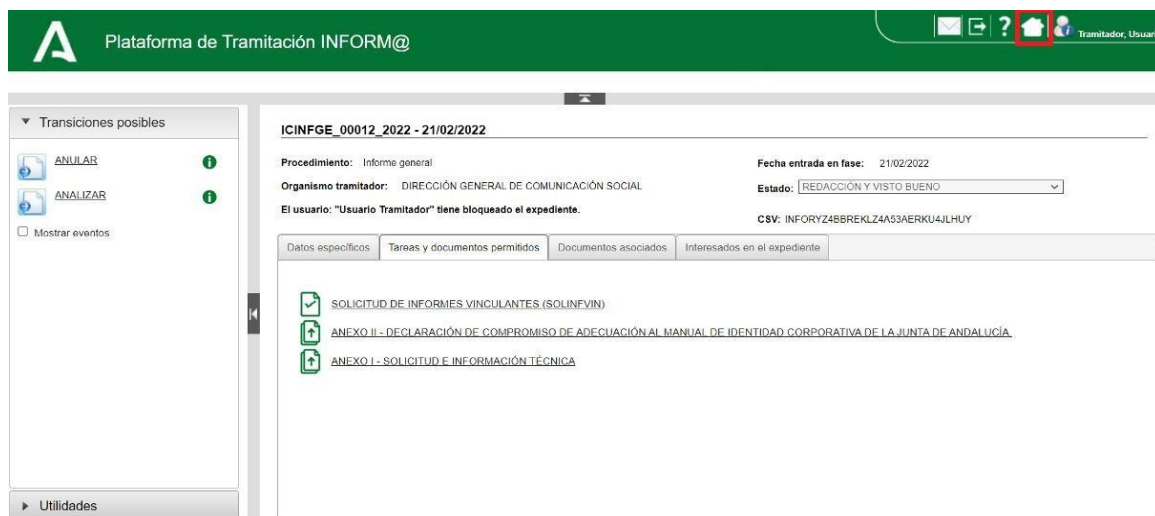 Plataforma de Tramitación INFORM@
?
Tramitador, Usuari
Transiciones posibles
ANULAR
ANALIZAR
Mostrar eventos
Utilidades
ICINFGE_00012_2022 - 21/02/2022
Procedimiento: Informe general
Fecha entrada en fase: 21/02/2022
Organismo tramitador: DIRECCIÓN GENERAL DE COMUNICACIÓN SOCIAL
Estado: REDACCIÓN Y VISTO BUENO
El usuario: "Usuario Tramitador" tiene bloqueado el expediente.
CSV: INFORYZ4BBREKLZ4A53AERKU4JLHUY
Datos específicos
Tareas y documentos permitidos
Documentos asociados
Interesados en el expediente
SOLICITUD DE INFORMES VINCULANTES (SOLINFVIN)
ANEXO II - DECLARACIÓN DE COMPROMISO DE ADECUACIÓN AL MANUAL DE IDENTIDAD CORPORATIVA DE LA JUNTA DE ANDALUCÍA.
ANEXO I - SOLICITUD E INFORMACIÓN TÉCNICA